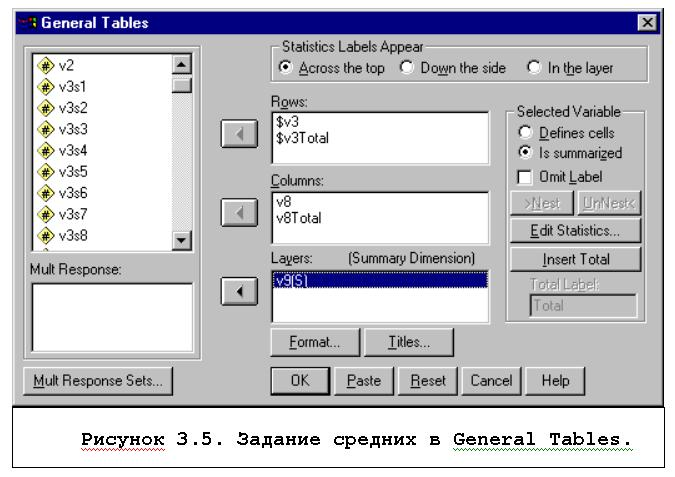 General Tables
v2
v3s1
v3s2
v3s3
v3s4
v3s5
v3s6
v3s7
v3s8
Mult Response:
Mult Response Sets...
Statistics Labels Appear
Across the top Down the side In the layer
Rows:
$v3
$v3Total
Columns:
v8
v8Total
Layers: (Summary Dimension)
v9(S)
Format... Titles...
Selected Variable
Defines cells
Is summarized
Omit Label
>Nest UnNest<
Edit Statistics...
Insert Total
Total Label:
Total
OK Paste Reset Cancel Help
Рисунок 3.5. Задание средних в General Tables.